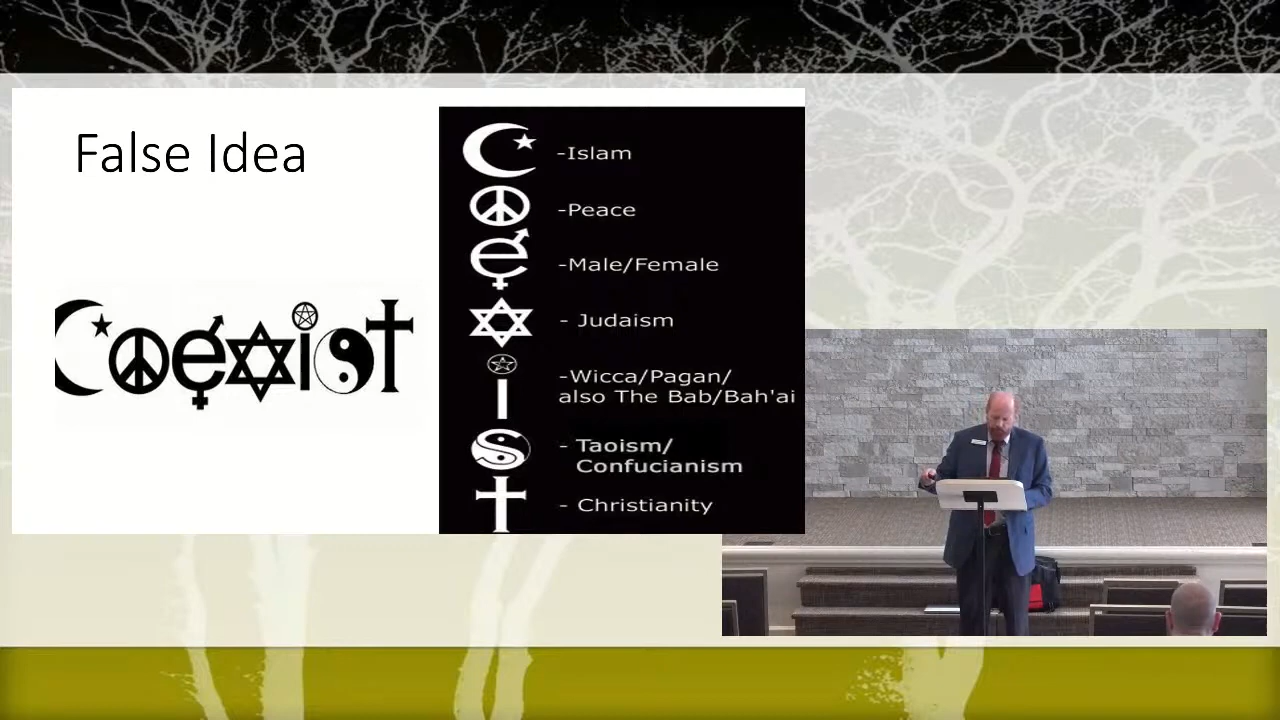 False Idea
Coexist
-Islam
-Peace
-Male/Female
- Judaism
-Wicca/Pagan/
also The Bab/Bah'ai
- Taoism/
Confucianism
- Christianity